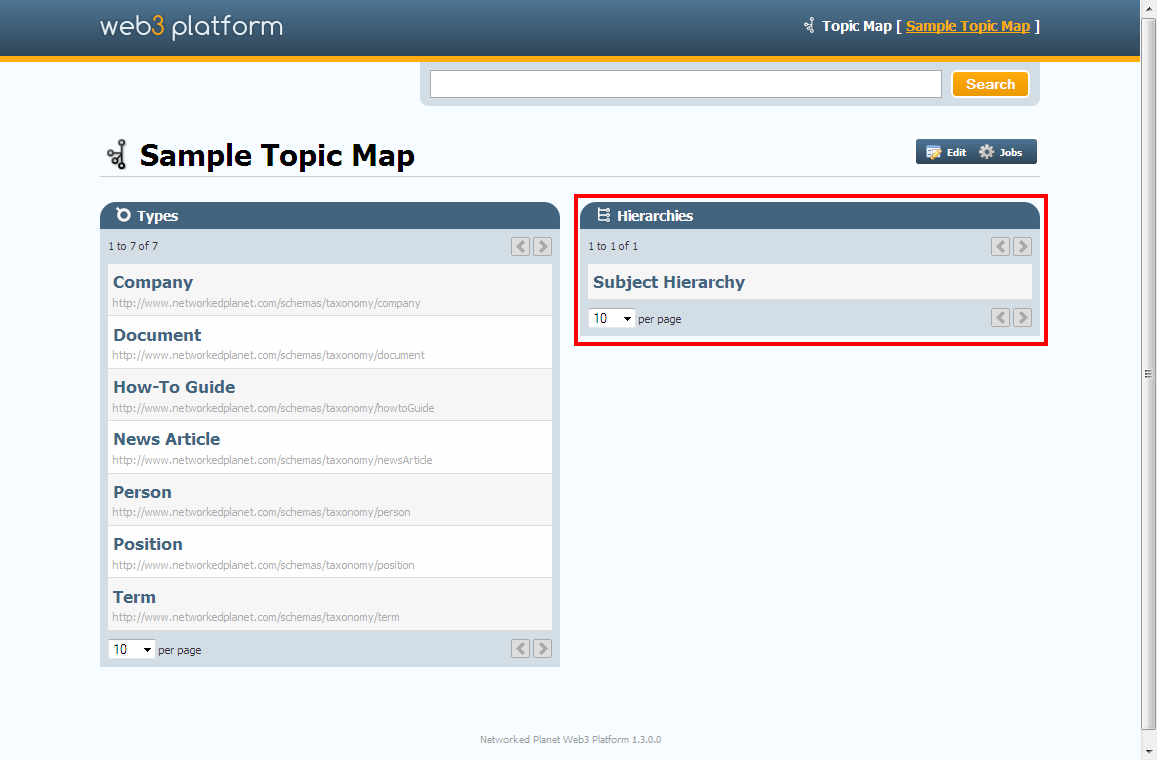 web3 platform
Topic Map [ Sample Topic Map ]
Search
Sample Topic Map
Edit Jobs
Types
1 to 7 of 7
Company
http://www.networkedplanet.com/schemas/taxonomy/company
Document
http://www.networkedplanet.com/schemas/taxonomy/document
How-To Guide
http://www.networkedplanet.com/schemas/taxonomy/howtoGuide
News Article
http://www.networkedplanet.com/schemas/taxonomy/newsArticle
Person
http://www.networkedplanet.com/schemas/taxonomy/person
Position
http://www.networkedplanet.com/schemas/taxonomy/position
Term
http://www.networkedplanet.com/schemas/taxonomy/term
10 per page
Hierarchies
1 to 1 of 1
Subject Hierarchy
10 per page
Networked Planet Web3 Platform 1.3.0.0